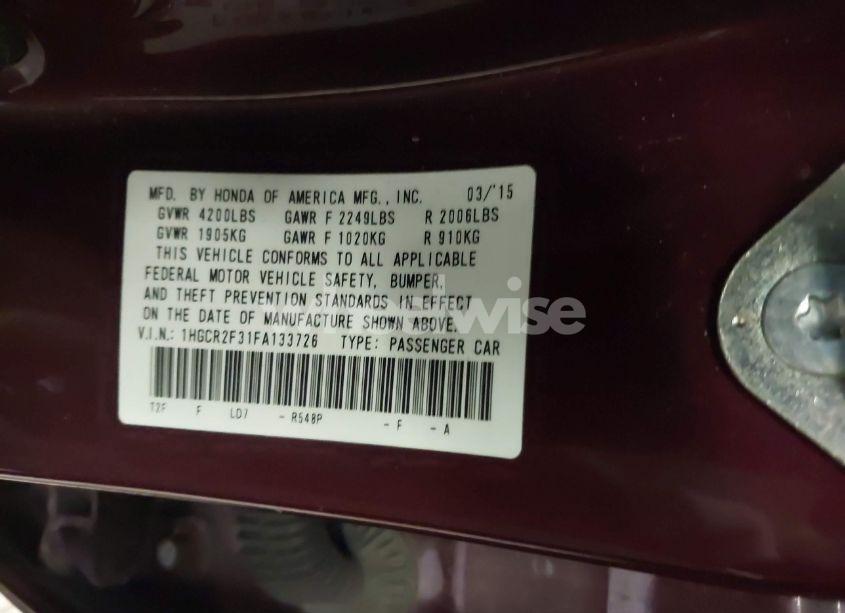 MFD. BY HONDA OF AMERICA MFG., INC. 03/'15
GVWR 4200LBS GAWR F 2249LBS R 2006LBS
GVWR 1905KG GAWR F 1020KG R 910KG
THIS VEHICLE CONFORMS TO ALL APPLICABLE
FEDERAL MOTOR VEHICLE SAFETY, BUMPER,
AND THEFT PREVENTION STANDARDS IN EFFECT
ON THE DATE OF MANUFACTURE SHOWN ABOVE.
V.I.N.: 1HGCR2F31FA133726 TYPE: PASSENGER CAR
T2F F LD7 - R548P - F - A